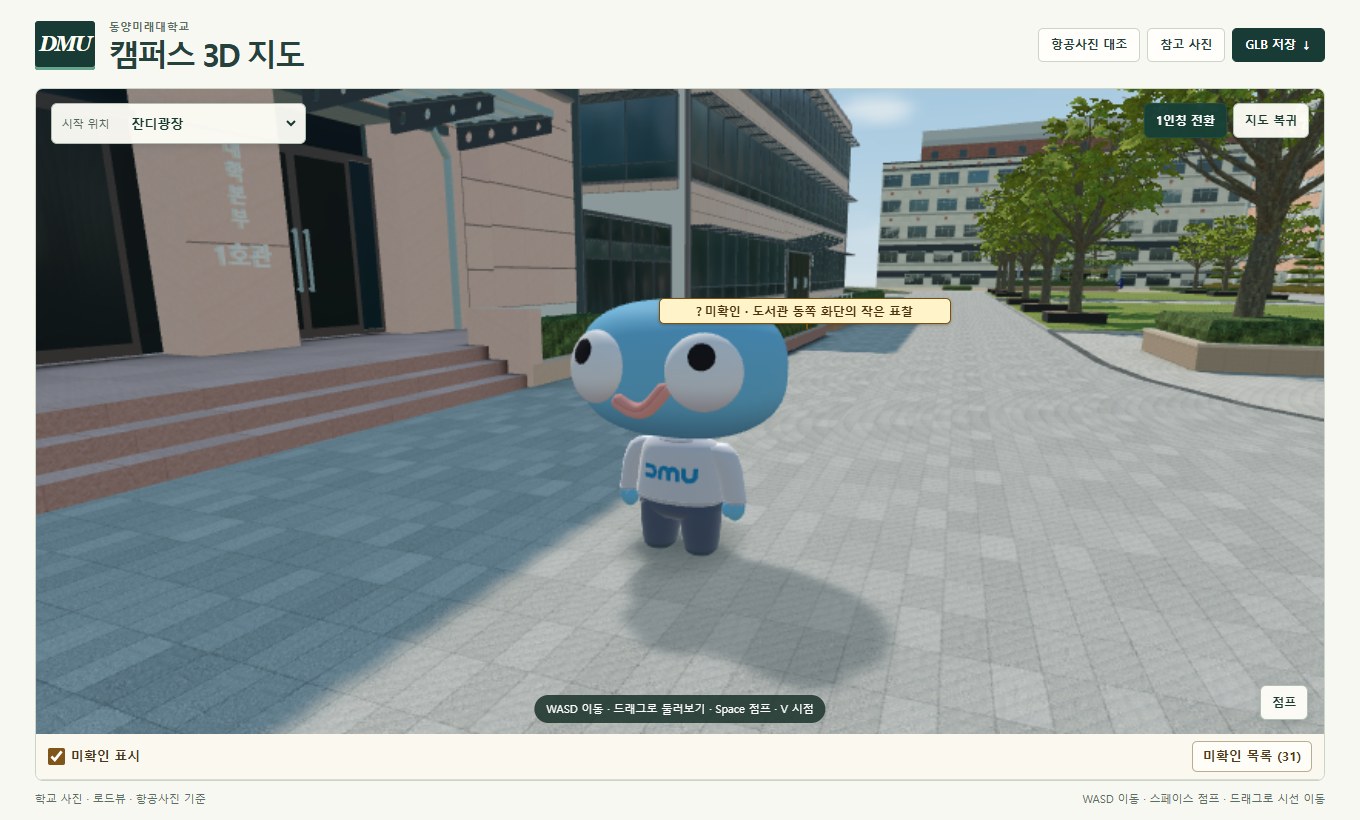 DMU
동양미래대학교
캠퍼스 3D 지도
항공사진 대조
참고 사진
GLB 저장 ↓
시작 위치 잔디광장
1인칭 전환
지도 복귀
대학본부
1호관
? 미확인 · 도서관 동쪽 화단의 작은 표찰
DMU
WASD 이동 · 드래그로 둘러보기 · Space 점프 · V 시점
점프
미확인 표시
미확인 목록 (31)
학교 사진 · 로드뷰 · 항공사진 기준
WASD 이동 · 스페이스 점프 · 드래그로 시선 이동